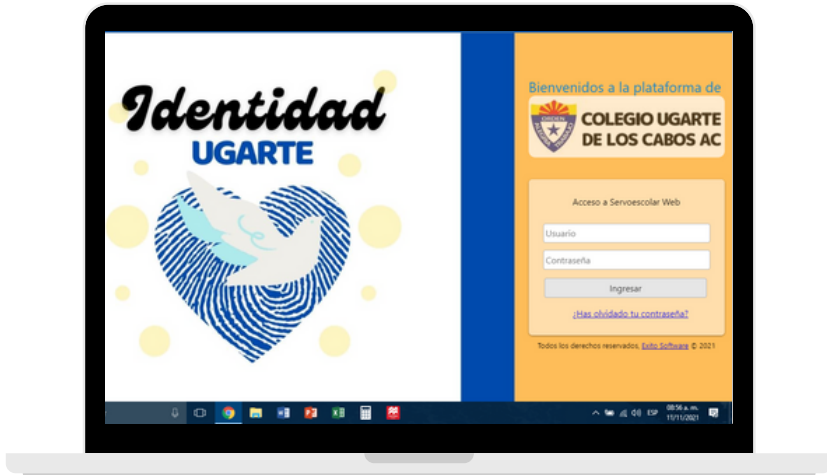 Identidad
UGARTE
Bienvenidos a la plataforma de
COLEGIO UGARTE
DE LOS CABOS AC
Acceso a Servoescolar Web
Usuario
Contraseña
Ingresar
¿Has olvidado tu contraseña?
Todos los derechos reservados. Exito Software © 2021
ESP
08:56 a. m.
11/11/2021